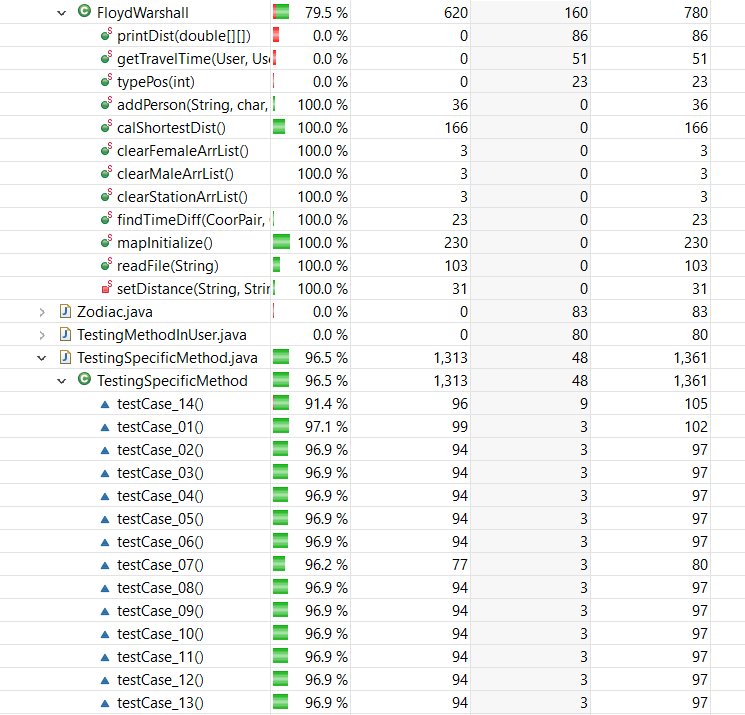 FloydWarshall 79.5 % 620 160 780
printDist(double[][]) 0.0 % 0 86 86
getTravelTime(User, Use 0.0 % 0 51 51
typePos(int) 0.0 % 0 23 23
addPerson(String, char, 100.0 % 36 0 36
calShortestDist() 100.0 % 166 0 166
clearFemaleArrList() 100.0 % 3 0 3
clearMaleArrList() 100.0 % 3 0 3
clearStationArrList() 100.0 % 3 0 3
findTimeDiff(CoorPair, 100.0 % 23 0 23
mapInitialize() 100.0 % 230 0 230
readFile(String) 100.0 % 103 0 103
setDistance(String, Strin 100.0 % 31 0 31
Zodiac.java 0.0 % 0 83 83
TestingMethodInUser.java 0.0 % 0 80 80
TestingSpecificMethod.java 96.5 % 1,313 48 1,361
TestingSpecificMethod 96.5 % 1,313 48 1,361
testCase_14() 91.4 % 96 9 105
testCase_01() 97.1 % 99 3 102
testCase_02() 96.9 % 94 3 97
testCase_03() 96.9 % 94 3 97
testCase_04() 96.9 % 94 3 97
testCase_05() 96.9 % 94 3 97
testCase_06() 96.9 % 94 3 97
testCase_07() 96.2 % 77 3 80
testCase_08() 96.9 % 94 3 97
testCase_09() 96.9 % 94 3 97
testCase_10() 96.9 % 94 3 97
testCase_11() 96.9 % 94 3 97
testCase_12() 96.9 % 94 3 97
testCase_13() 96.9 % 94 3 97